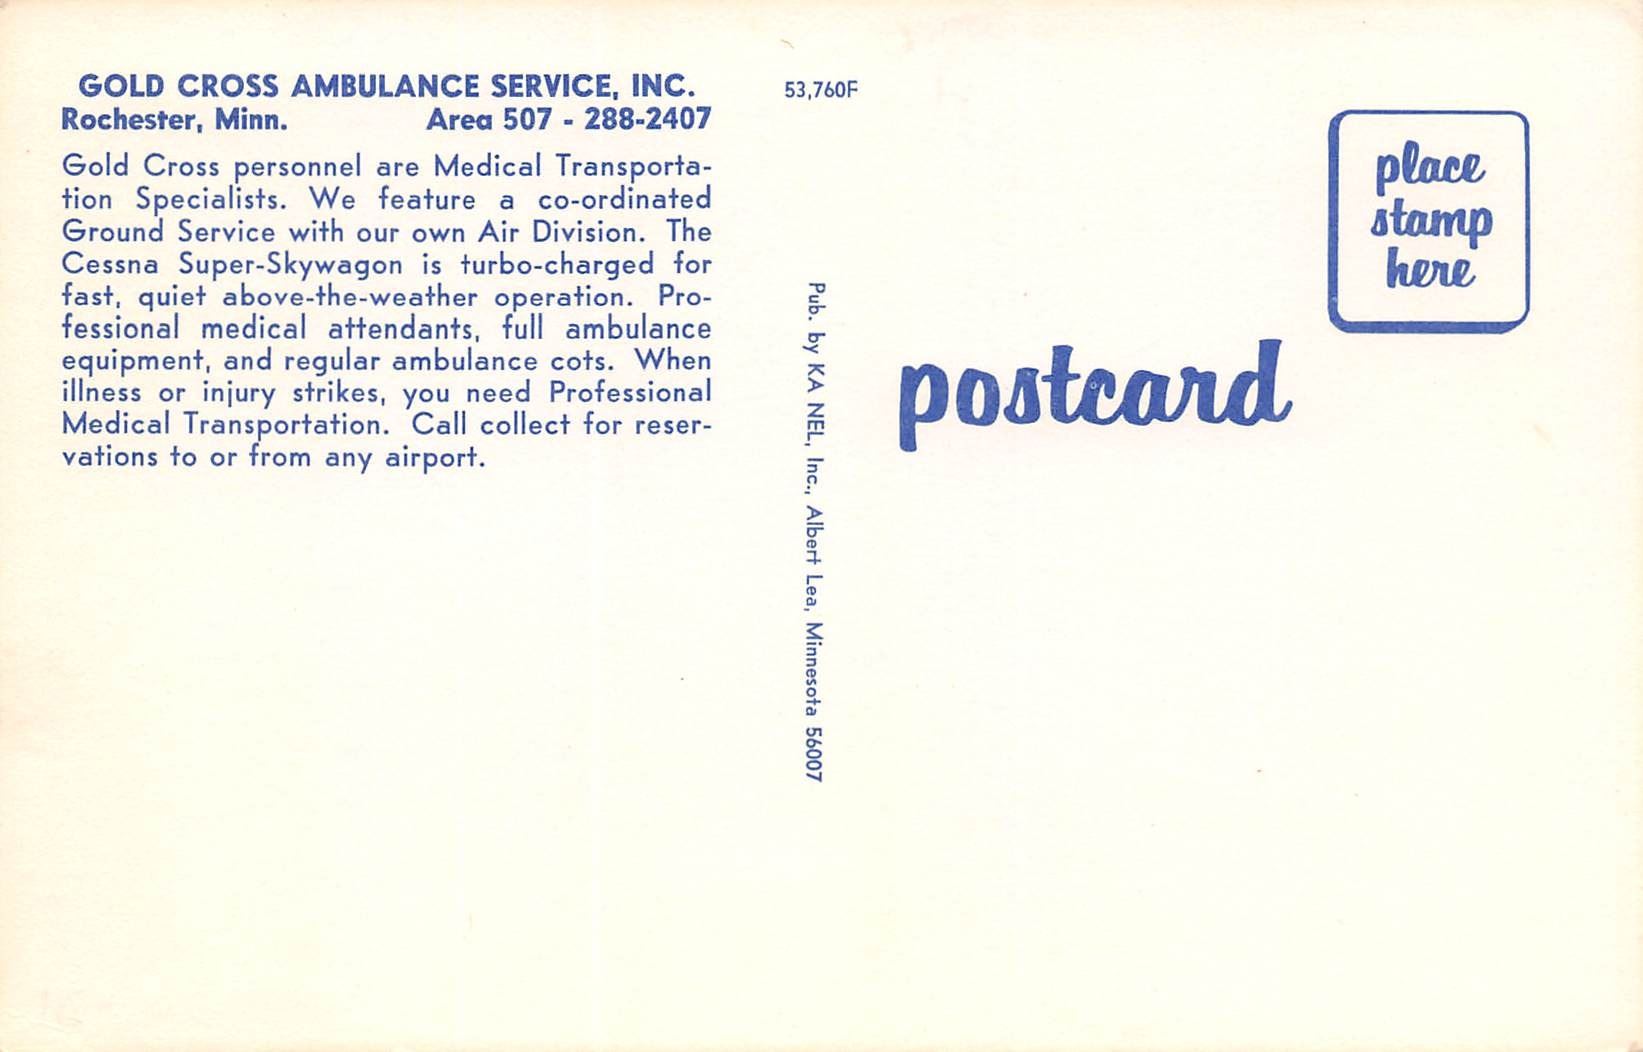 GOLD CROSS AMBULANCE SERVICE, INC.
Rochester, Minn. Area 507 - 288-2407
Gold Cross personnel are Medical Transporta-
tion Specialists. We feature a co-ordinated
Ground Service with our own Air Division. The
Cessna Super-Skywagon is turbo-charged for
fast, quiet above-the-weather operation. Pro-
fessional medical attendants, full ambulance
equipment, and regular ambulance cots. When
illness or injury strikes, you need Professional
Medical Transportation. Call collect for reser-
vations to or from any airport.
53,760F
Pub. by KA NEL, Inc., Albert Lea, Minnesota 56007
place
stamp
here
postcard